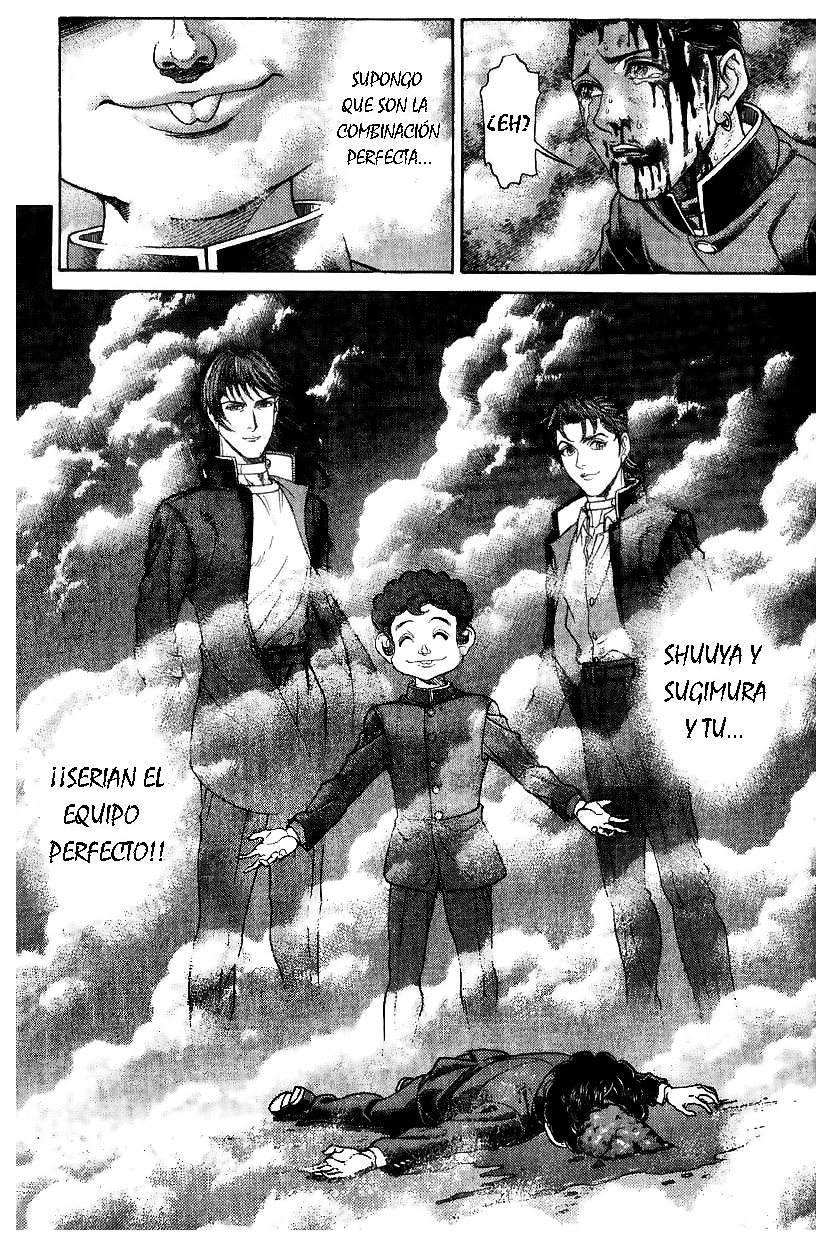 ¿EH?
SUPONGO
QUE SON LA
COMBINACIÓN
PERFECTA...
SHUUYA Y
SUGIMURA
Y TU...
¡¡SERIAN EL
EQUIPO
PERFECTO!!